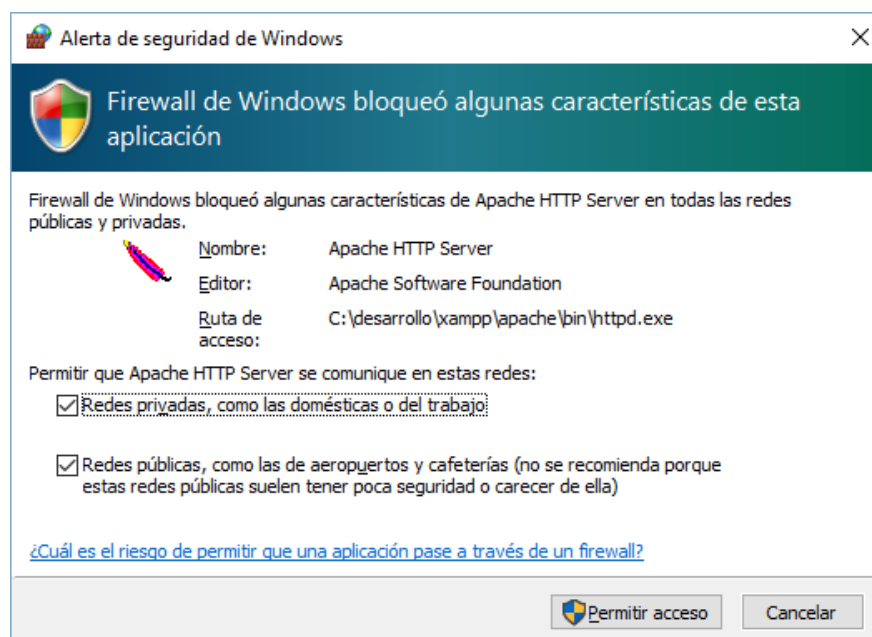 Alerta de seguridad de Windows
Firewall de Windows bloqueó algunas características de esta
aplicación
Firewall de Windows bloqueó algunas características de Apache HTTP Server en todas las redes
públicas y privadas.
Nombre: Apache HTTP Server
Editor: Apache Software Foundation
Ruta de C:\desarrollo\xampp\apache\bin\httpd.exe
acceso:
Permitir que Apache HTTP Server se comunique en estas redes:
Redes privadas, como las domésticas o del trabajo
Redes públicas, como las de aeropuertos y cafeterías (no se recomienda porque
estas redes públicas suelen tener poca seguridad o carecer de ella)
¿Cuál es el riesgo de permitir que una aplicación pase a través de un firewall?
Permitir acceso Cancelar